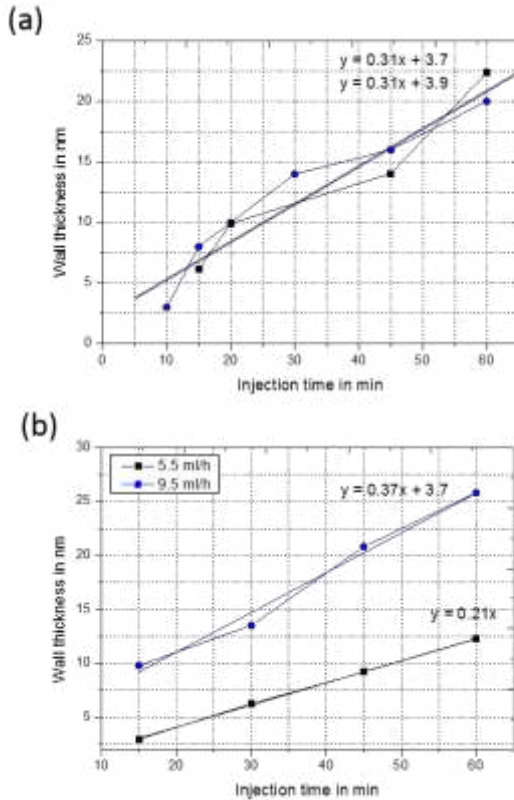 (a)
25
20
15
10
5
0
y = 0.31x + 3.7
y = 0.31x + 3.9
Wall thickness in nm
0 10 20 30 40 50 60
Injection time in min
(b)
30
25
20
15
10
5
5.5 ml/h
9.5 ml/h
y = 0.37x + 3.7
y = 0.21x
Wall thickness in nm
10 20 30 40 50 60
Injection time in min